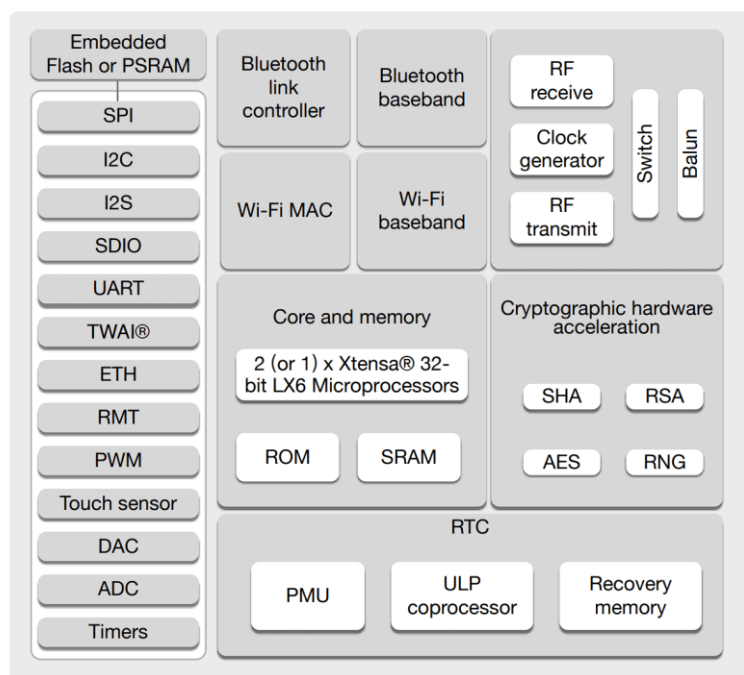 Embedded
Flash or PSRAM
SPI
I2C
I2S
SDIO
UART
TWAI®
ETH
RMT
PWM
Touch sensor
DAC
ADC
Timers
Bluetooth
link
controller
Bluetooth
baseband
Wi-Fi MAC
Wi-Fi
baseband
RF
receive
Clock
generator
RF
transmit
Switch
Balun
Core and memory
2 (or 1) x Xtensa® 32-
bit LX6 Microprocessors
ROM
SRAM
Cryptographic hardware
acceleration
SHA
RSA
AES
RNG
RTC
PMU
ULP
coprocessor
Recovery
memory